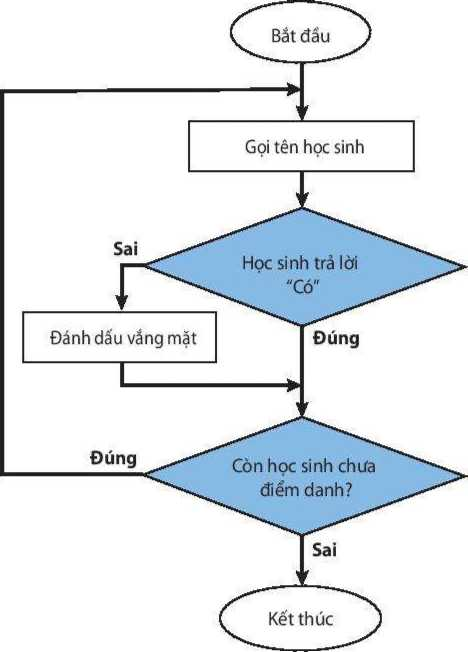 Bắt đầu
Gọi tên học sinh
Sai
Học sinh trả lời
“Có”
Đánh dấu vắng mặt
Đúng
Đúng
Còn học sinh chưa
điểm danh?
Sai
Kết thúc